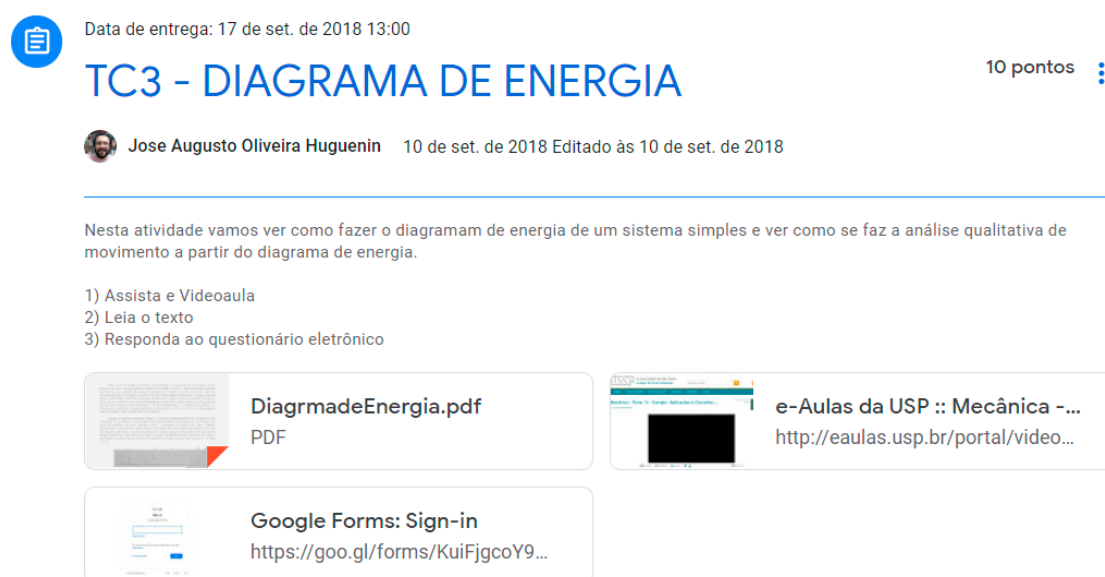 Data de entrega: 17 de set. de 2018 13:00
TC3 - DIAGRAMA DE ENERGIA
10 pontos
Jose Augusto Oliveira Huguenin 10 de set. de 2018 Editado às 10 de set. de 2018
Nesta atividade vamos ver como fazer o diagramam de energia de um sistema simples e ver como se faz a análise qualitativa de
movimento a partir do diagrama de energia.
1) Assista e Videoaula
2) Leia o texto
3) Responda ao questionário eletrônico
DiagrmadeEnergia.pdf
PDF
e-Aulas da USP :: Mecânica -...
http://eaulas.usp.br/portal/video...
Google Forms: Sign-in
https://goo.gl/forms/KuiFjgcoY9...